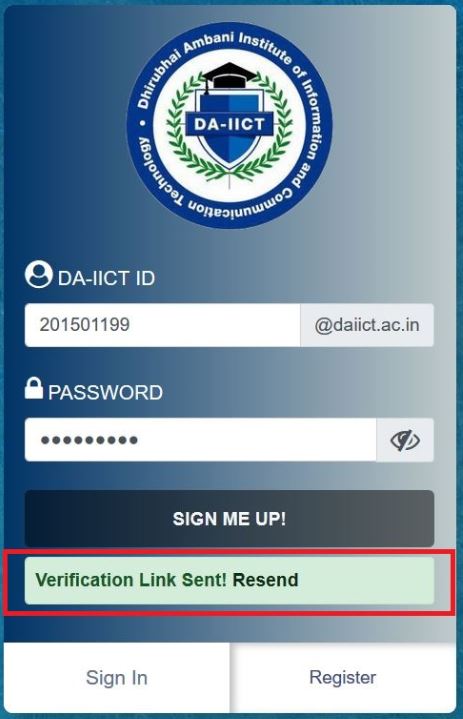 Dhirubhai Ambani Institute of Information and Communication Technology
DA-IICT
DA-IICT ID
201501199
@daiict.ac.in
PASSWORD
●●●●●●●●●
SIGN ME UP!
Verification Link Sent! Resend
Sign In
Register